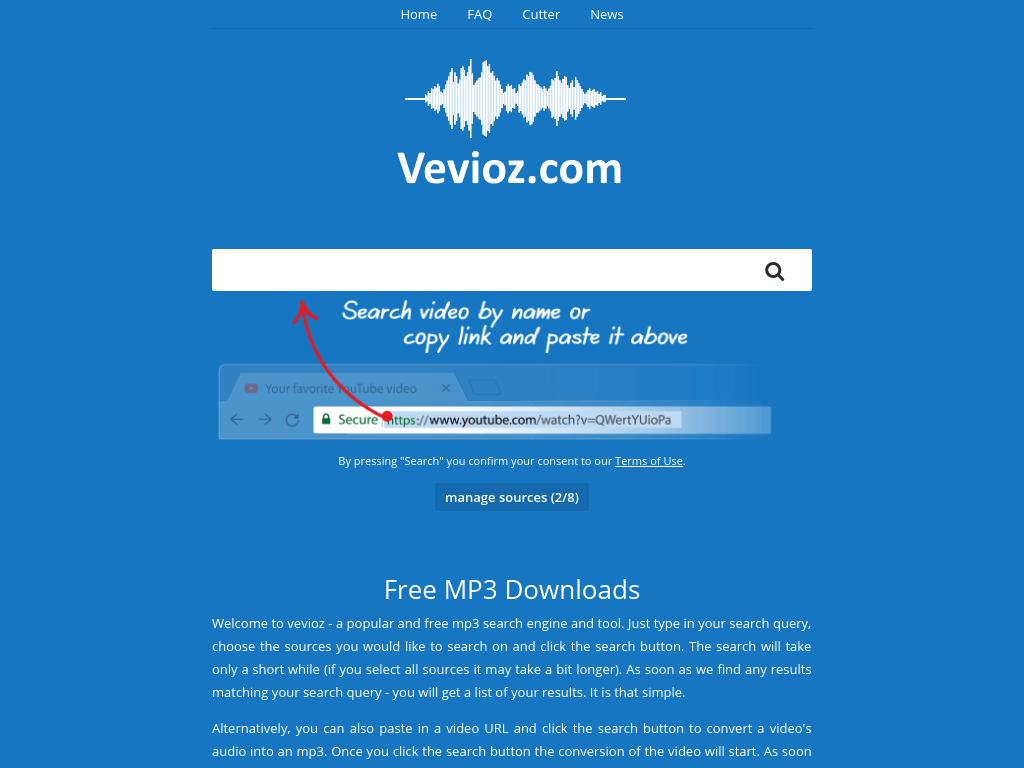 Home FAQ Cutter News
Vevioz.com
Search video by name or
copy link and paste it above
Your favorite YouTube video
Secure https://www.youtube.com/watch?v=QWertYUioPa
By pressing "Search" you confirm your consent to our Terms of Use.
manage sources (2/8)
Free MP3 Downloads
Welcome to vevioz - a popular and free mp3 search engine and tool. Just type in your search query,
choose the sources you would like to search on and click the search button. The search will take
only a short while (if you select all sources it may take a bit longer). As soon as we find any results
matching your search query - you will get a list of your results. It is that simple.
Alternatively, you can also paste in a video URL and click the search button to convert a video's
audio into an mp3. Once you click the search button the conversion of the video will start. As soon